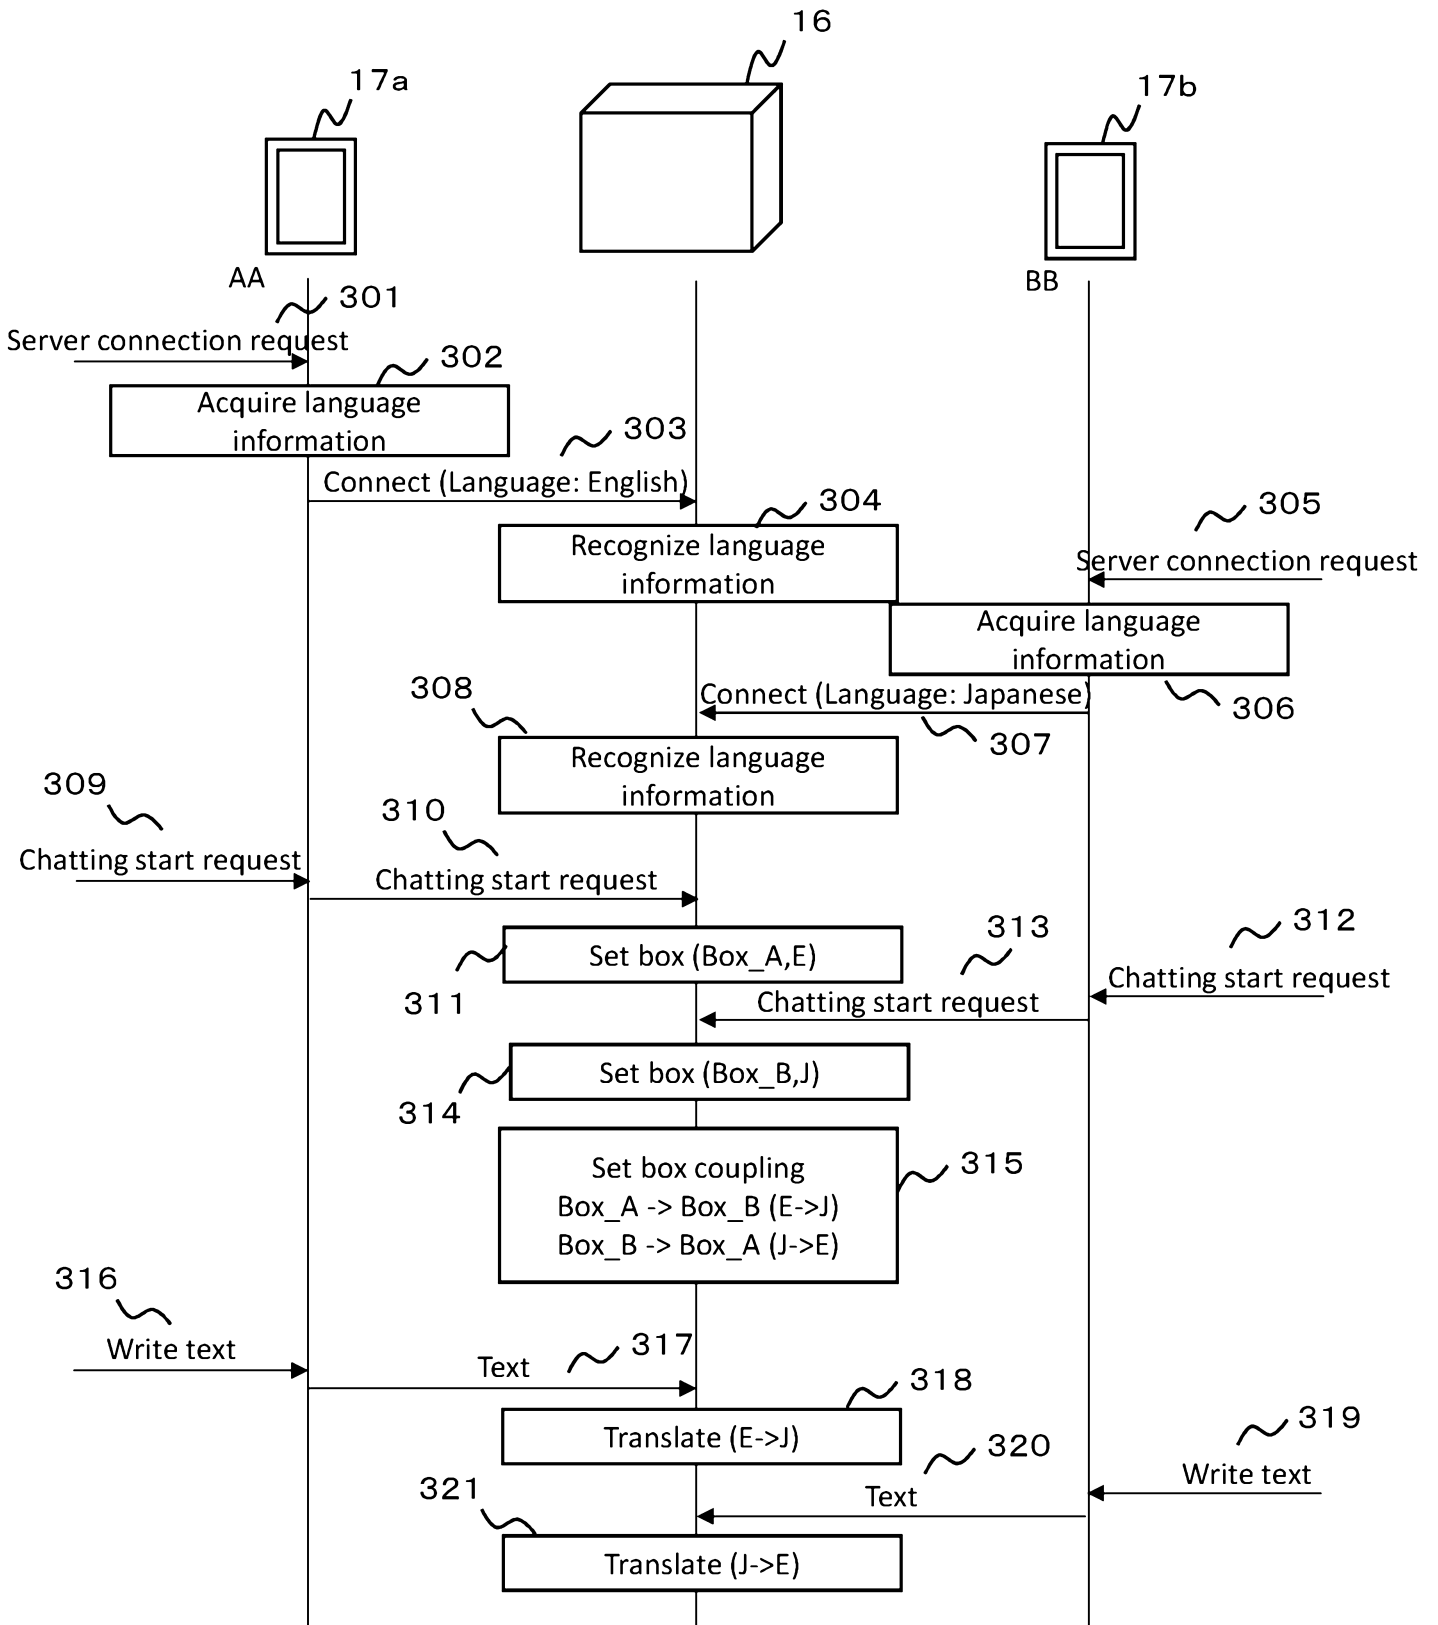 16
17a
17b
AA
BB
301
Server connection request
302
Acquire language
information
303
Connect (Language: English)
304
Recognize language
information
305
Server connection request
Acquire language
information
306
308
Connect (Language: Japanese)
307
Recognize language
information
309
310
Chatting start request
Chatting start request
312
313
Set box (Box_A,E)
311
Chatting start request
Chatting start request
Set box (Box_B,J)
314
Set box coupling
Box_A -> Box_B (E->J)
Box_B -> Box_A (J->E)
315
316
Write text
317
Text
318
Translate (E->J)
319
320
Write text
321
Text
Translate (J->E)